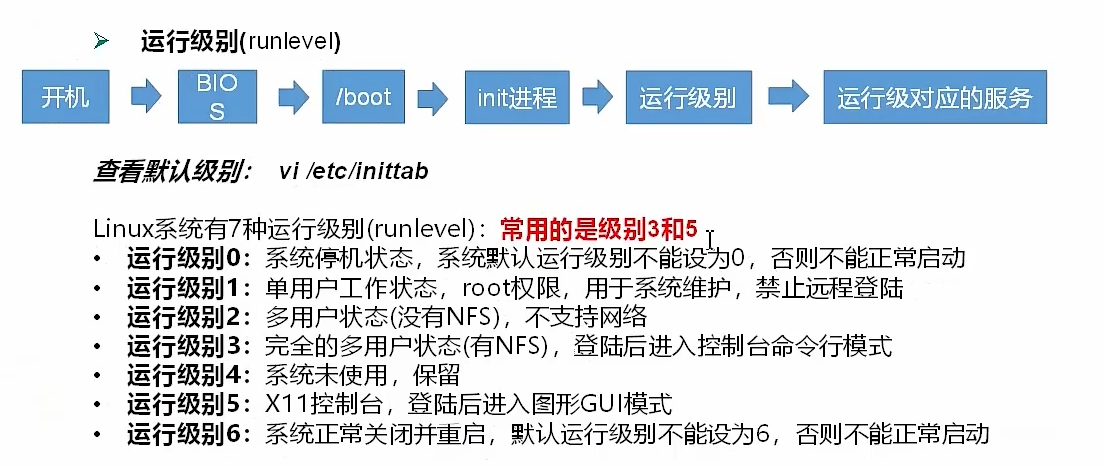 运行级别(runlevel)
开机
BIO
S
/boot
init进程
运行级别
运行级对应的服务
查看默认级别： vi /etc/inittab
Linux系统有7种运行级别(runlevel)：常用的是级别3和5
• 运行级别0：系统停机状态，系统默认运行级别不能设为0，否则不能正常启动
• 运行级别1：单用户工作状态，root权限，用于系统维护，禁止远程登陆
• 运行级别2：多用户状态(没有NFS)，不支持网络
• 运行级别3：完全的多用户状态(有NFS)，登陆后进入控制台命令行模式
• 运行级别4：系统未使用，保留
• 运行级别5：X11控制台，登陆后进入图形GUI模式
• 运行级别6：系统正常关闭并重启，默认运行级别不能设为6，否则不能正常启动